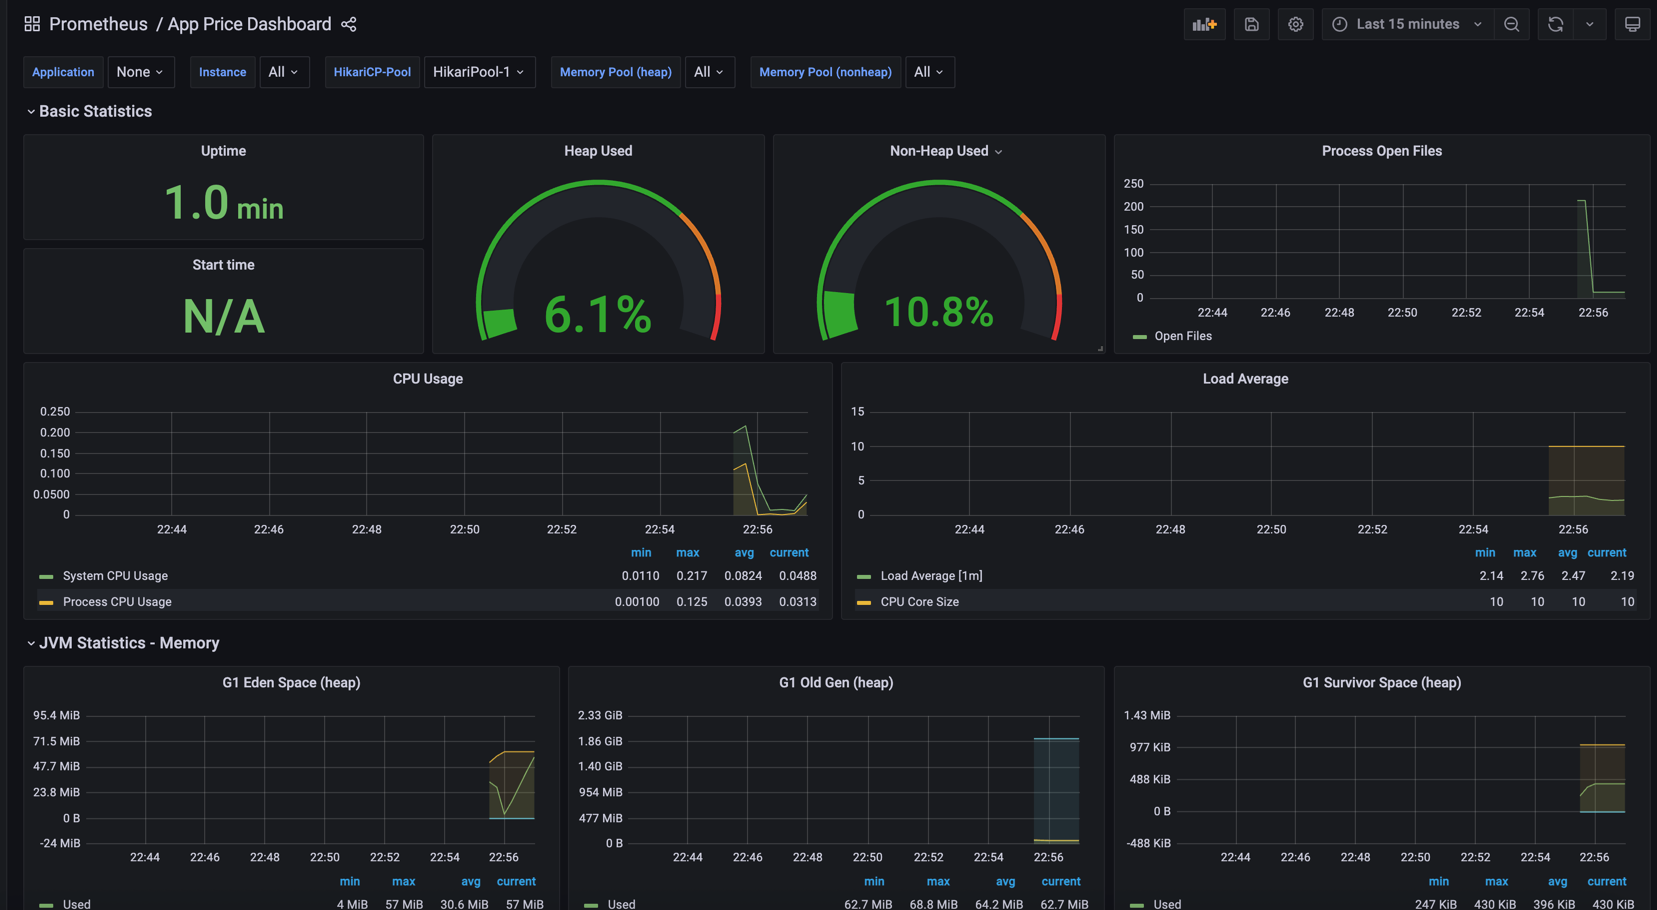 Prometheus / App Price Dashboard
Last 15 minutes
Application None Instance All HikariCP-Pool HikariPool-1 Memory Pool (heap) All Memory Pool (nonheap) All
Basic Statistics
Uptime
1.0 min
Start time
N/A
Heap Used
6.1%
Non-Heap Used
10.8%
Process Open Files
250
200
150
100
50
0
22:44 22:46 22:48 22:50 22:52 22:54 22:56
Open Files
CPU Usage
0.250
0.200
0.150
0.100
0.0500
0
22:44 22:46 22:48 22:50 22:52 22:54 22:56
min max avg current
System CPU Usage 0.0110 0.217 0.0824 0.0488
Process CPU Usage 0.00100 0.125 0.0393 0.0313
Load Average
15
10
5
0
22:44 22:46 22:48 22:50 22:52 22:54 22:56
min max avg current
Load Average [1m] 2.14 2.76 2.47 2.19
CPU Core Size 10 10 10 10
JVM Statistics - Memory
G1 Eden Space (heap)
95.4 MiB
71.5 MiB
47.7 MiB
23.8 MiB
0 B
-24 MiB
22:44 22:46 22:48 22:50 22:52 22:54 22:56
min max avg current
Used 4 MiB 57 MiB 30.6 MiB 57 MiB
G1 Old Gen (heap)
2.33 GiB
1.86 GiB
1.40 GiB
954 MiB
477 MiB
0 B
22:44 22:46 22:48 22:50 22:52 22:54 22:56
min max avg current
Used 62.7 MiB 68.8 MiB 64.2 MiB 62.7 MiB
G1 Survivor Space (heap)
1.43 MiB
977 KiB
488 KiB
0 B
-488 KiB
22:44 22:46 22:48 22:50 22:52 22:54 22:56
min max avg current
Used 247 KiB 430 KiB 396 KiB 430 KiB